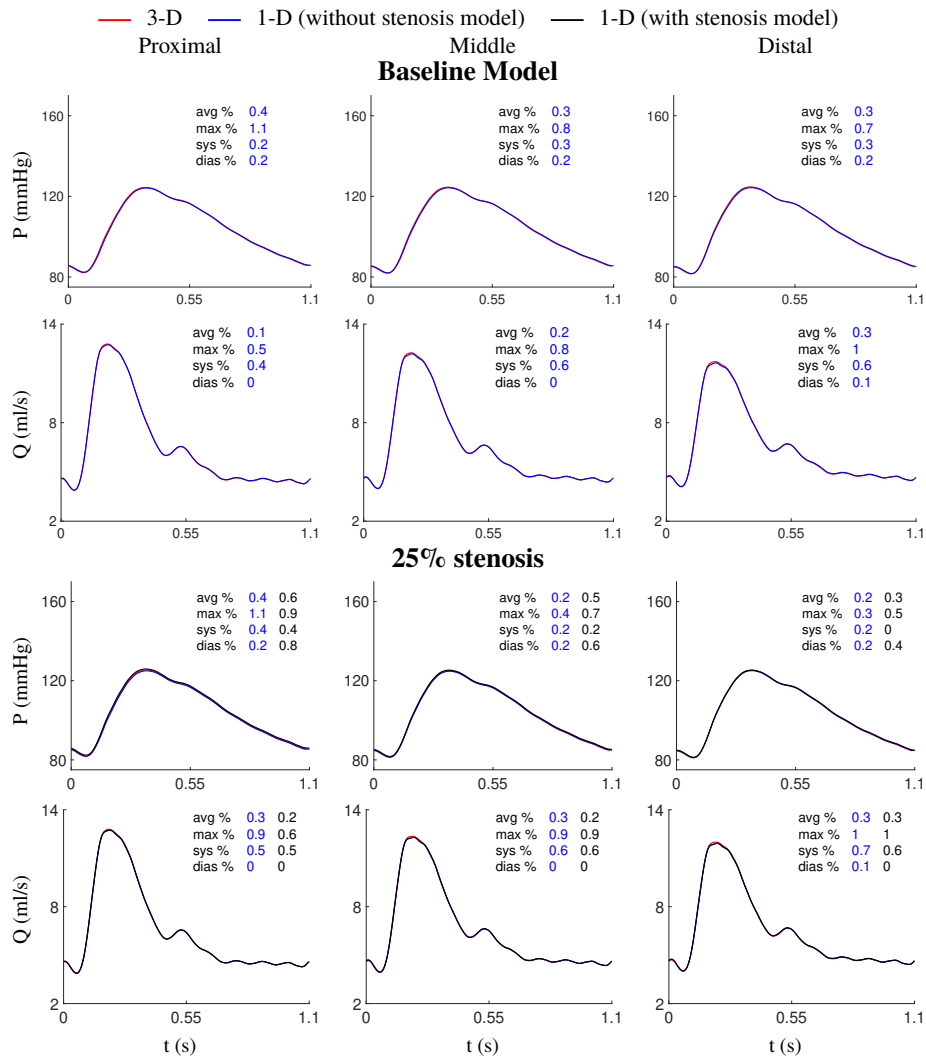 3-D 1-D (without stenosis model) 1-D (with stenosis model)
Proximal Middle Distal
Baseline Model
P (mmHg)
160
120
80
0 0.55 1.1
avg % 0.4
max % 1.1
sys % 0.2
dias % 0.2
160
120
80
0 0.55 1.1
avg % 0.3
max % 0.8
sys % 0.3
dias % 0.2
160
120
80
0 0.55 1.1
avg % 0.3
max % 0.7
sys % 0.3
dias % 0.2
Q (ml/s)
14
8
2
0 0.55 1.1
avg % 0.1
max % 0.5
sys % 0.4
dias % 0
14
8
2
0 0.55 1.1
avg % 0.2
max % 0.8
sys % 0.6
dias % 0
14
8
2
0 0.55 1.1
avg % 0.3
max % 1
sys % 0.6
dias % 0.1
25% stenosis
P (mmHg)
160
120
80
0 0.55 1.1
avg % 0.4 0.6
max % 1.1 0.9
sys % 0.4 0.4
dias % 0.2 0.8
160
120
80
0 0.55 1.1
avg % 0.2 0.5
max % 0.4 0.7
sys % 0.2 0.2
dias % 0.2 0.6
160
120
80
0 0.55 1.1
avg % 0.2 0.3
max % 0.3 0.5
sys % 0.2 0
dias % 0.2 0.4
Q (ml/s)
14
8
2
0 0.55 1.1
avg % 0.3 0.2
max % 0.9 0.6
sys % 0.5 0.5
dias % 0 0
t (s)
14
8
2
0 0.55 1.1
avg % 0.3 0.2
max % 0.9 0.9
sys % 0.6 0.6
dias % 0 0
t (s)
14
8
2
0 0.55 1.1
avg % 0.3 0.3
max % 1 1
sys % 0.7 0.6
dias % 0.1 0
t (s)